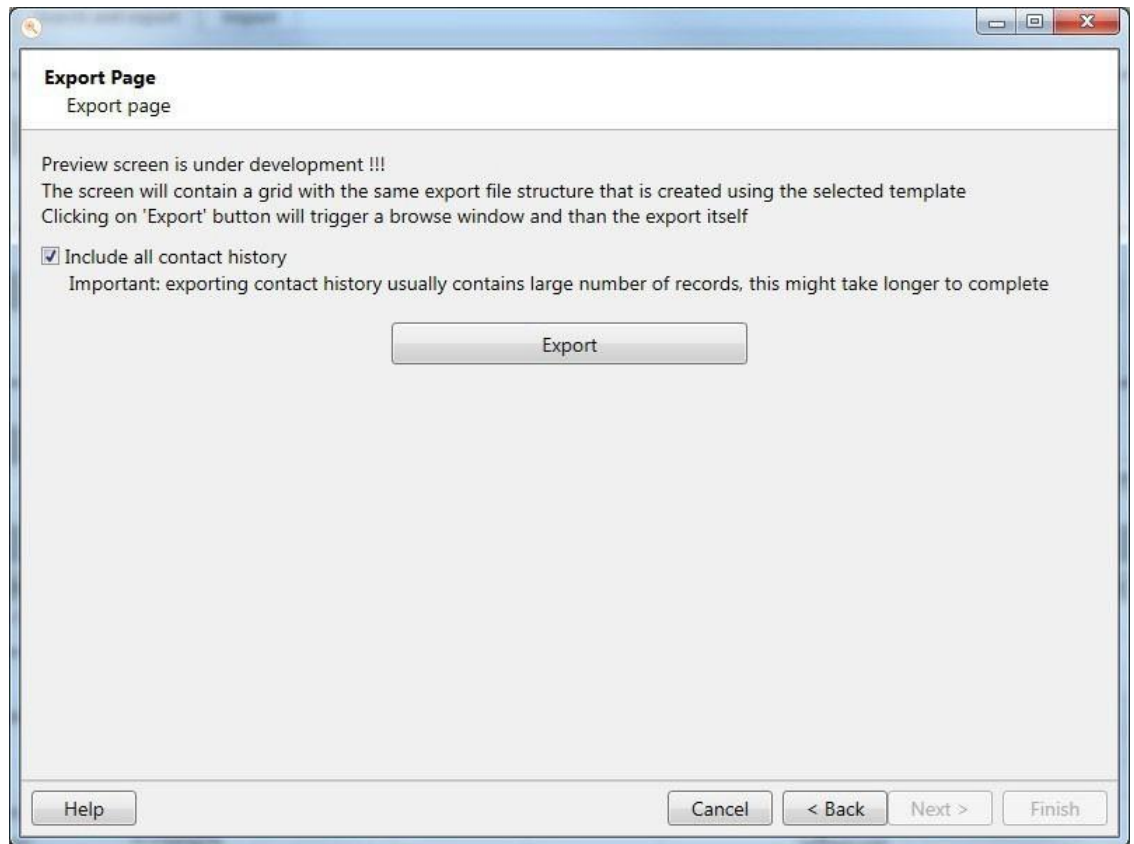 Export Page
Export page
Preview screen is under development !!!
The screen will contain a grid with the same export file structure that is created using the selected template
Clicking on 'Export' button will trigger a browse window and than the export itself
Include all contact history
Important: exporting contact history usually contains large number of records, this might take longer to complete
Export
Help
Cancel
< Back
Next >
Finish